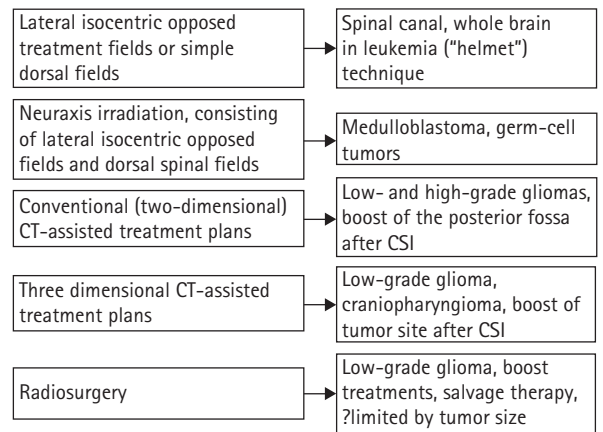 Lateral isocentric opposed
treatment fields or simple
dorsal fields
Spinal canal, whole brain
in leukemia (“helmet”)
technique
Neuraxis irradiation, consisting
of lateral isocentric opposed
fields and dorsal spinal fields
Medulloblastoma, germ-cell
tumors
Conventional (two-dimensional)
CT-assisted treatment plans
Low- and high-grade gliomas,
boost of the posterior fossa
after CSI
Three dimensional CT-assisted
treatment plans
Low-grade glioma,
craniopharyngioma, boost of
tumor site after CSI
Radiosurgery
Low-grade glioma, boost
treatments, salvage therapy,
?limited by tumor size